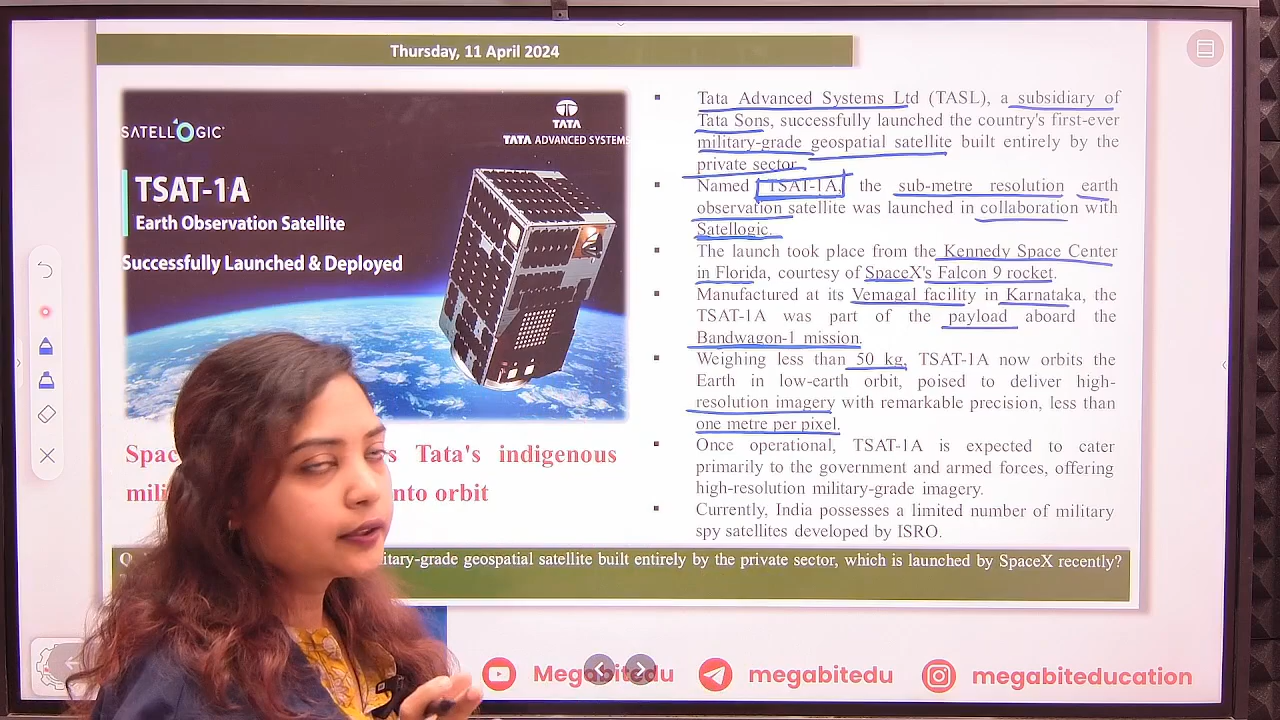 Thursday, 11 April 2024
SATELLOGIC
TATA
TATA ADVANCED SYSTEMS
TSAT-1A
Earth Observation Satellite
Successfully Launched & Deployed
Spac s Tata's indigenous
mili nto orbit
▪ Tata Advanced Systems Ltd (TASL), a subsidiary of
Tata Sons, successfully launched the country's first-ever
military-grade geospatial satellite built entirely by the
private sector.
▪ Named TSAT-1A, the sub-metre resolution earth
observation satellite was launched in collaboration with
Satellogic.
▪ The launch took place from the Kennedy Space Center
in Florida, courtesy of SpaceX's Falcon 9 rocket.
▪ Manufactured at its Vemagal facility in Karnataka, the
TSAT-1A was part of the payload aboard the
Bandwagon-1 mission.
▪ Weighing less than 50 kg, TSAT-1A now orbits the
Earth in low-earth orbit, poised to deliver high-
resolution imagery with remarkable precision, less than
one metre per pixel.
▪ Once operational, TSAT-1A is expected to cater
primarily to the government and armed forces, offering
high-resolution military-grade imagery.
▪ Currently, India possesses a limited number of military
spy satellites developed by ISRO.
itary-grade geospatial satellite built entirely by the private sector, which is launched by SpaceX recently?
Megabitedu megabitedu megabiteducation